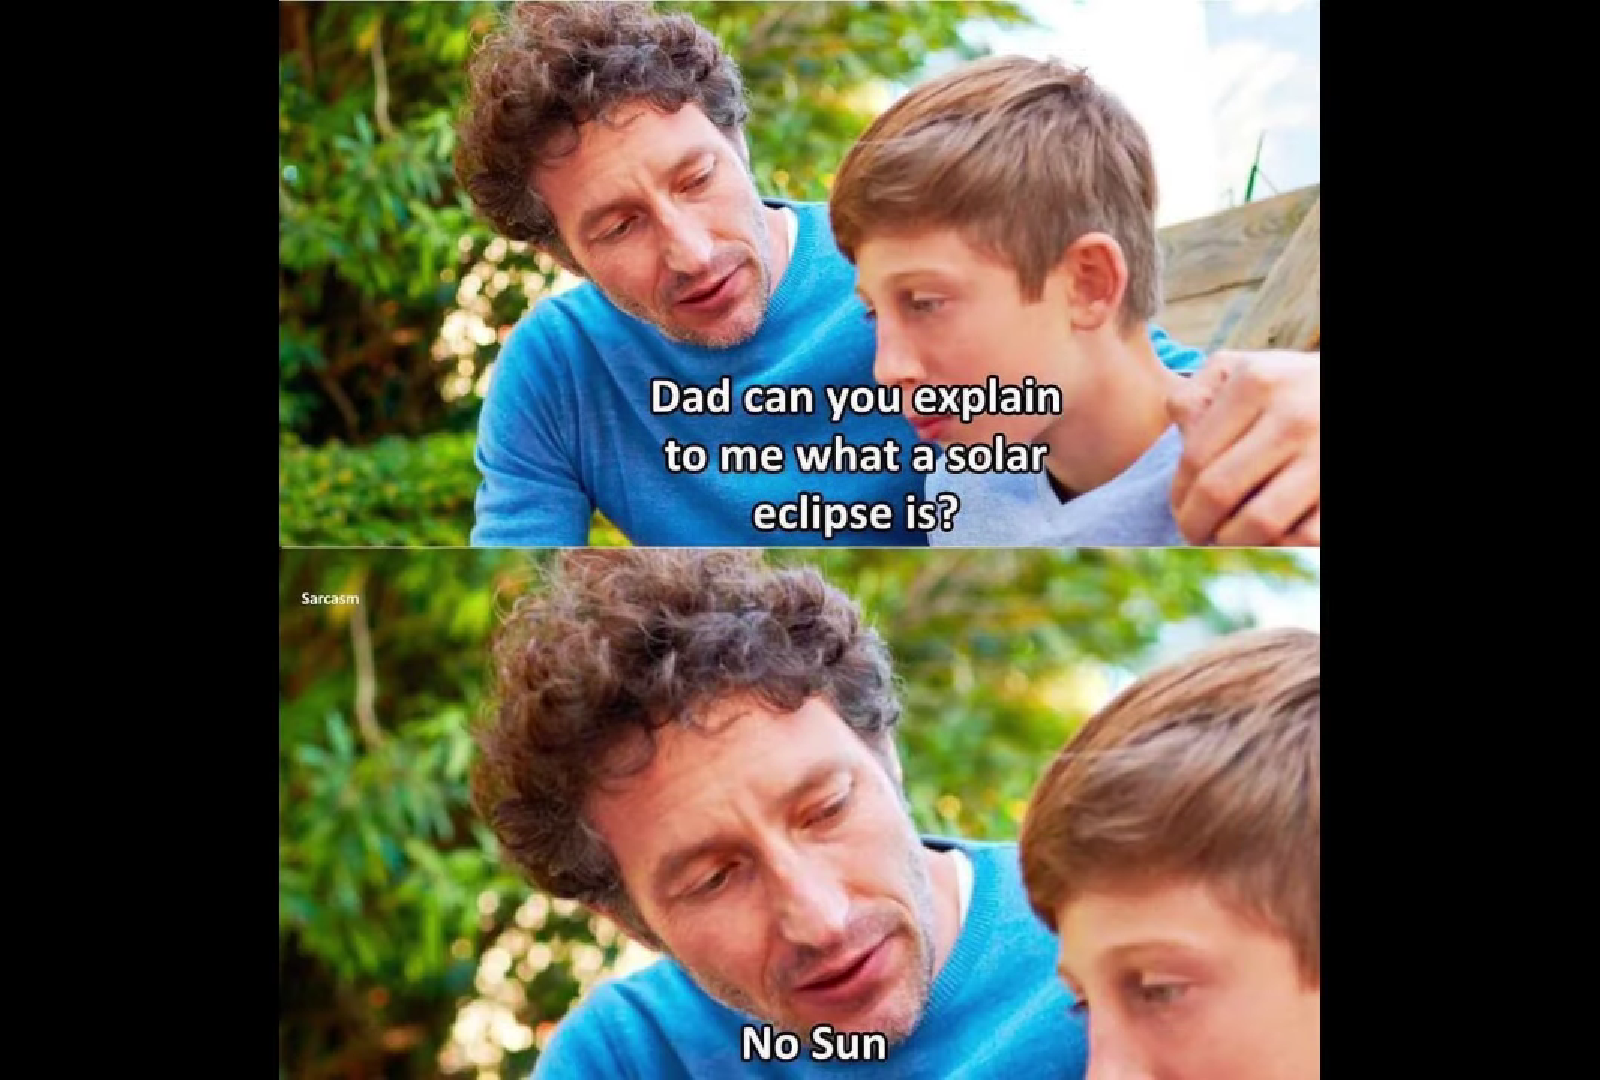 Dad can you explain
to me what a solar
eclipse is?
Sarcasm
No Sun